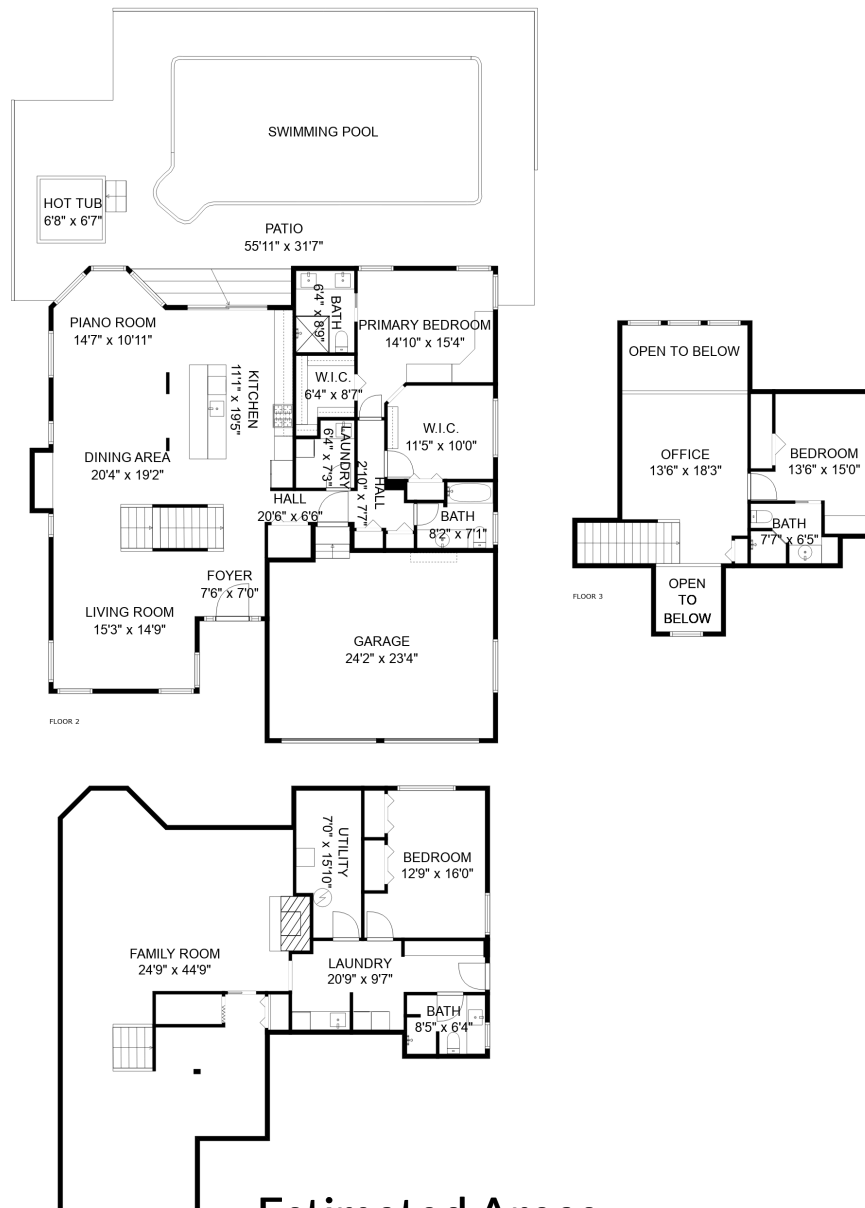 SWIMMING POOL
HOT TUB
6'8" x 6'7"
PATIO
55'11" x 31'7"
PIANO ROOM
14'7" x 10'11"
BATH
6'4" x 8'9"
PRIMARY BEDROOM
14'10" x 15'4"
KITCHEN
11'1" x 19'5"
W.I.C.
6'4" x 8'7"
W.I.C.
11'5" x 10'0"
LAUNDRY
6'4" x 7'3"
HALL
2'10" x 7'7"
DINING AREA
20'4" x 19'2"
HALL
20'6" x 6'6"
BATH
8'2" x 7'1"
FOYER
7'6" x 7'0"
LIVING ROOM
15'3" x 14'9"
GARAGE
24'2" x 23'4"
FLOOR 2
OPEN TO BELOW
OFFICE
13'6" x 18'3"
BEDROOM
13'6" x 15'0"
BATH
7'7" x 6'5"
OPEN
TO
BELOW
FLOOR 3
UTILITY
7'0" x 15'10"
BEDROOM
12'9" x 16'0"
FAMILY ROOM
24'9" x 44'9"
LAUNDRY
20'9" x 9'7"
BATH
8'5" x 6'4"
Estimated Areas